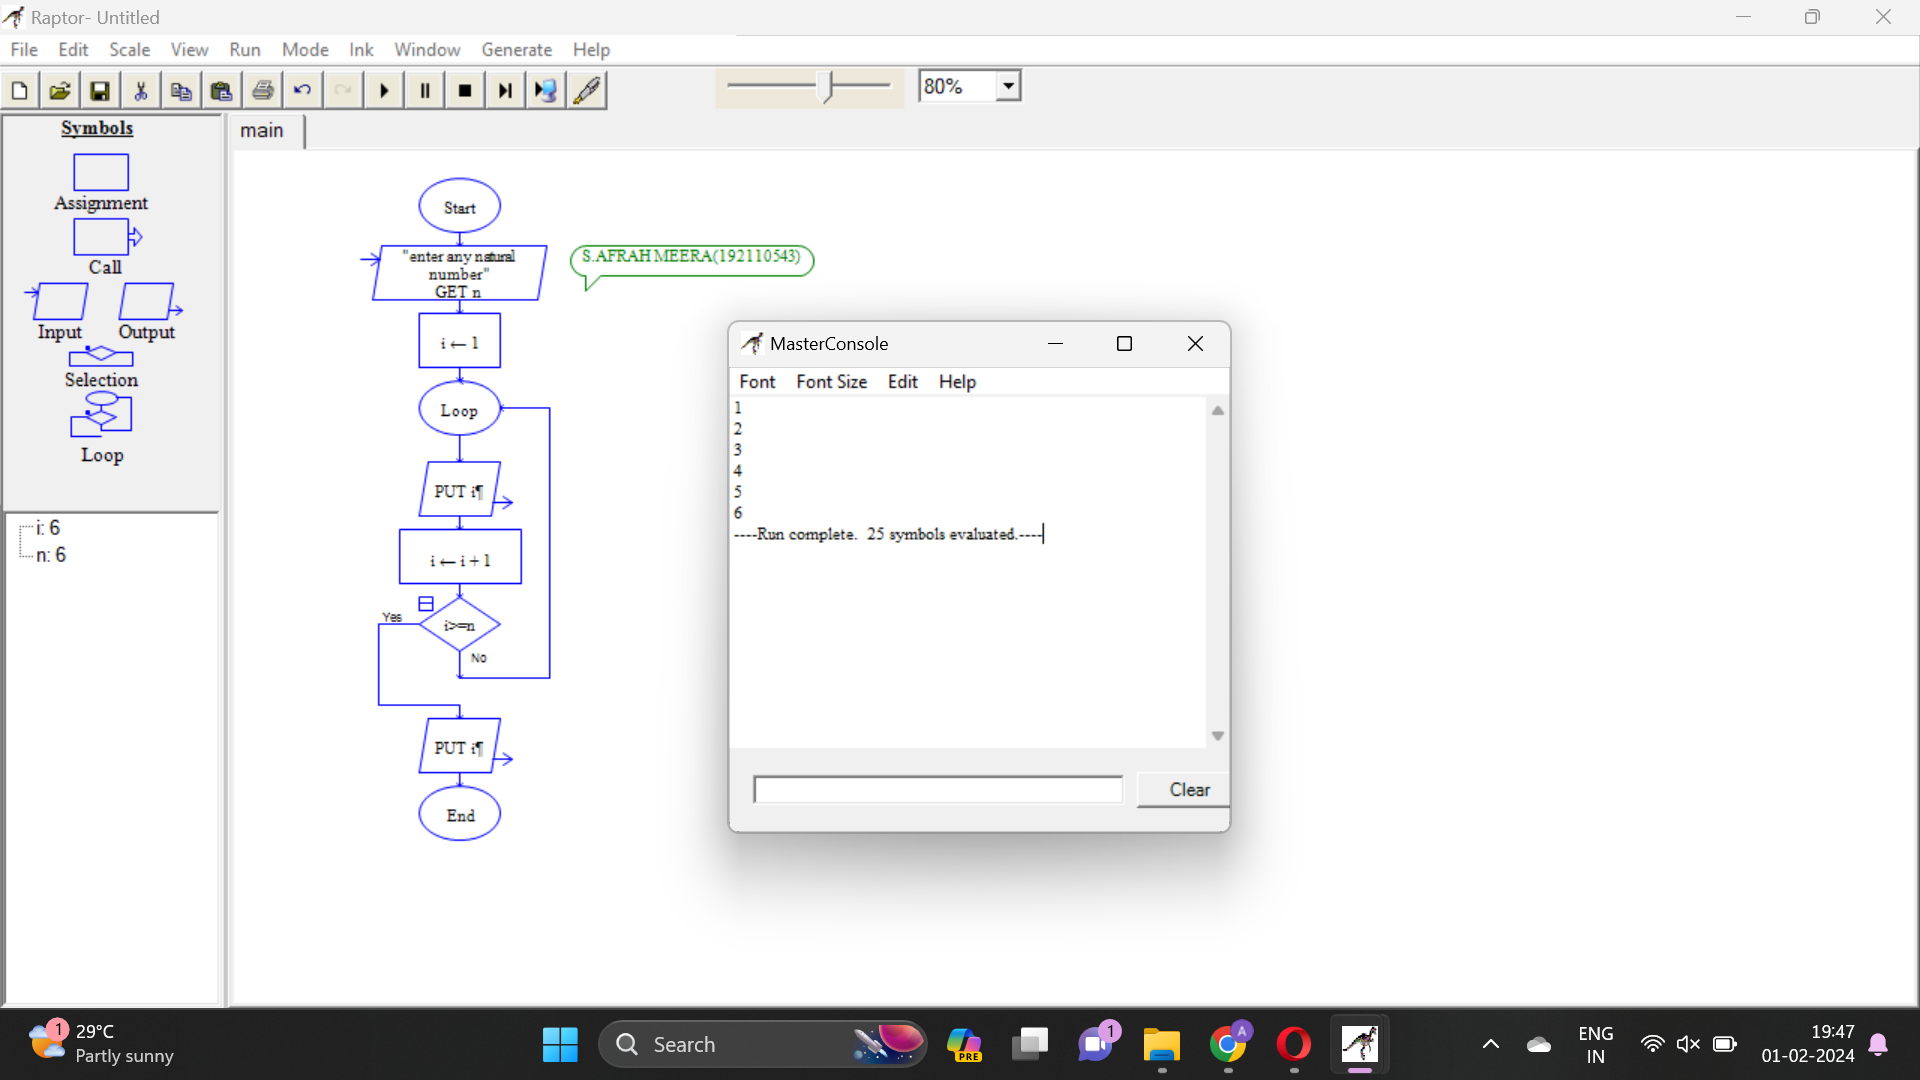 Raptor- Untitled
File Edit Scale View Run Mode Ink Window Generate Help
80%
Symbols
Assignment
Call
Input Output
Selection
Loop
i: 6
n: 6
main
Start
"enter any natural
number"
GET n
S.AFRAH MEERA(192110543)
i ← 1
Loop
PUT i¶
i ← i + 1
Yes
i>=n
No
PUT i¶
End
MasterConsole
Font Font Size Edit Help
1
2
3
4
5
6
----Run complete.  25 symbols evaluated.----
Clear
1
29°C
Partly sunny
Search
PRE
1
A
ENG
IN
19:47
01-02-2024